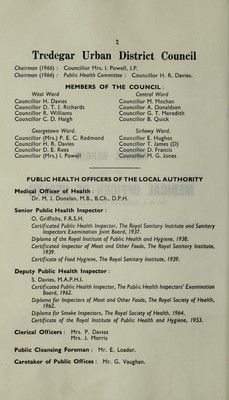 2
Tredegar Urban District Council
Chairman (1966) : Councillor Mrs. I. Powell, J.P.
Chairman (1966) : Public Health Committee : Councillor H. R. Davies.
MEMBERS OF THE COUNCIL :
West Ward
Councillor H. Davies
Councillor D. T. J. Richards
Councillor R. Williams
Councillor C. D. Haigh
Central Ward
Councillor M. Mochan
Councillor A. Donaldson
Councillor G. T. Meredith
Councillor B. Quick
Georgetown Ward.
Councillor (Mrs.) P. E. C. Redmond
Councillor H. R. Davies
Councillor D. E. Rees
Councillor (Mrs.) I. Powell
Sirhowy Ward.
Councillor E. Hughes
Councillor T. James (D)
Councillor D. Francis
Councillor M. G. Jones
PUBLIC HEALTH OFFICERS OF THE LOCAL AUTHORITY
Medical Officer of Health :
Dr. M. J. Donelan, M.B., B.Ch., D.P.H.
Senior Public Health Inspector :
O. Griffiths, F.R.S.H.
Certificated Public Health Inspector, The Royal Sanitary Institute and Sanitary
Inspectors Examination Joint Board, 1937.
Diploma of the Royal Institute of Public Health and Hygiene, 1938.
Certificated Inspector of Meat and Other Foods, The Royal Sanitary Institute,
1939.
Certificate of Food Hygiene, The Royal Sanitary Institute, 1939.
Deputy Public Health Inspector :
S. Davies, M.A.P.H.I.
Certificated Public Health Inspector, The Public Health Inspectors' Examination
Board, 1962.
Diploma for Inspectors of Meat and Other Foods, The Royal Society of Health,
1962.
Diploma for Smoke Inspectors, The Royal Society of Health, 1964.
Certificate of the Royal Institute of Public Health and Hygiene, 1953.
Clerical Officers : Mrs. P. Davies
Mrs. J. Morris
Public Cleansing Foreman : Mr. E. Loader.
Caretaker of Public Offices : Mr. G. Vaughan.